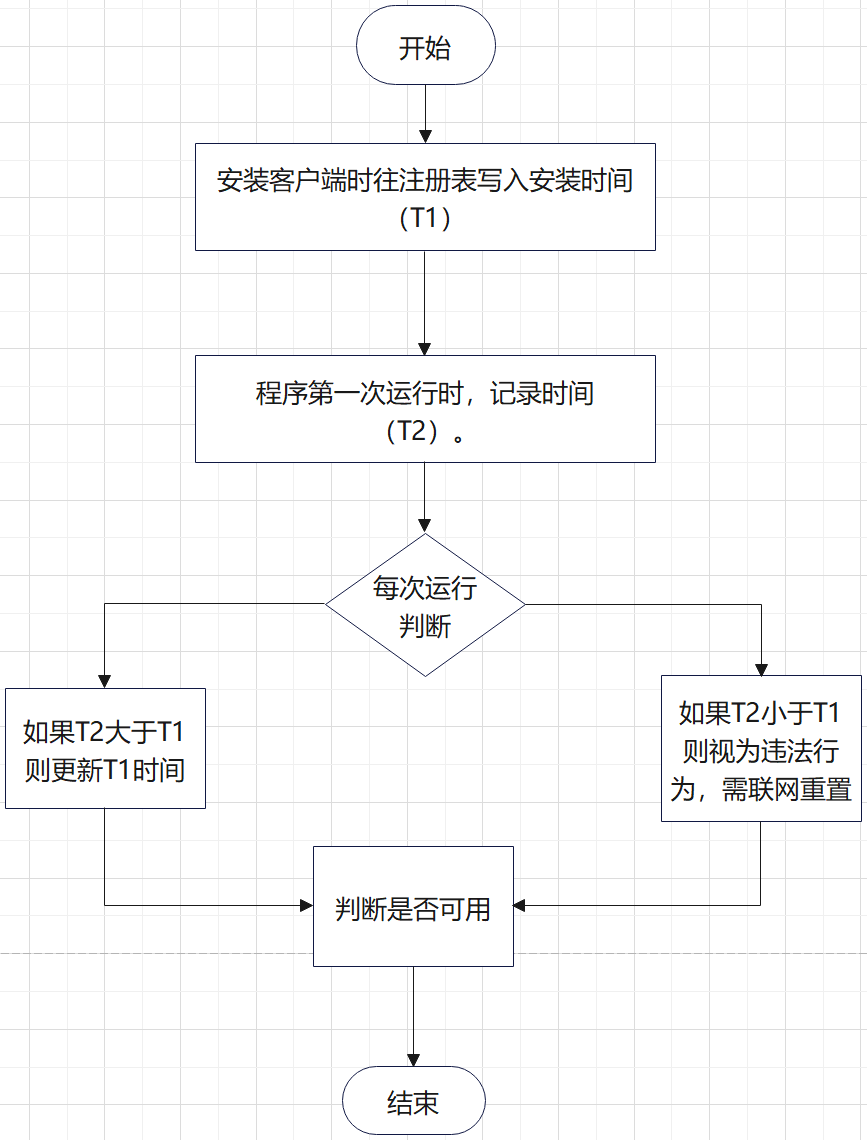 开始
安装客户端时往注册表写入安装时间
（T1）
程序第一次运行时，记录时间
（T2）。
每次运行
判断
如果T2大于T1
则更新T1时间
如果T2小于T1
则视为违法行
为，需联网重置
判断是否可用
结束